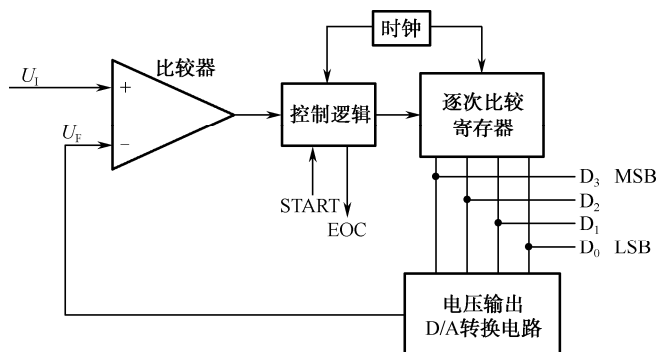 时钟
比较器
U_I
+
控制逻辑
逐次比较
寄存器
U_F
−
START
EOC
D_3 MSB
D_2
D_1
D_0 LSB
电压输出
D/A转换电路